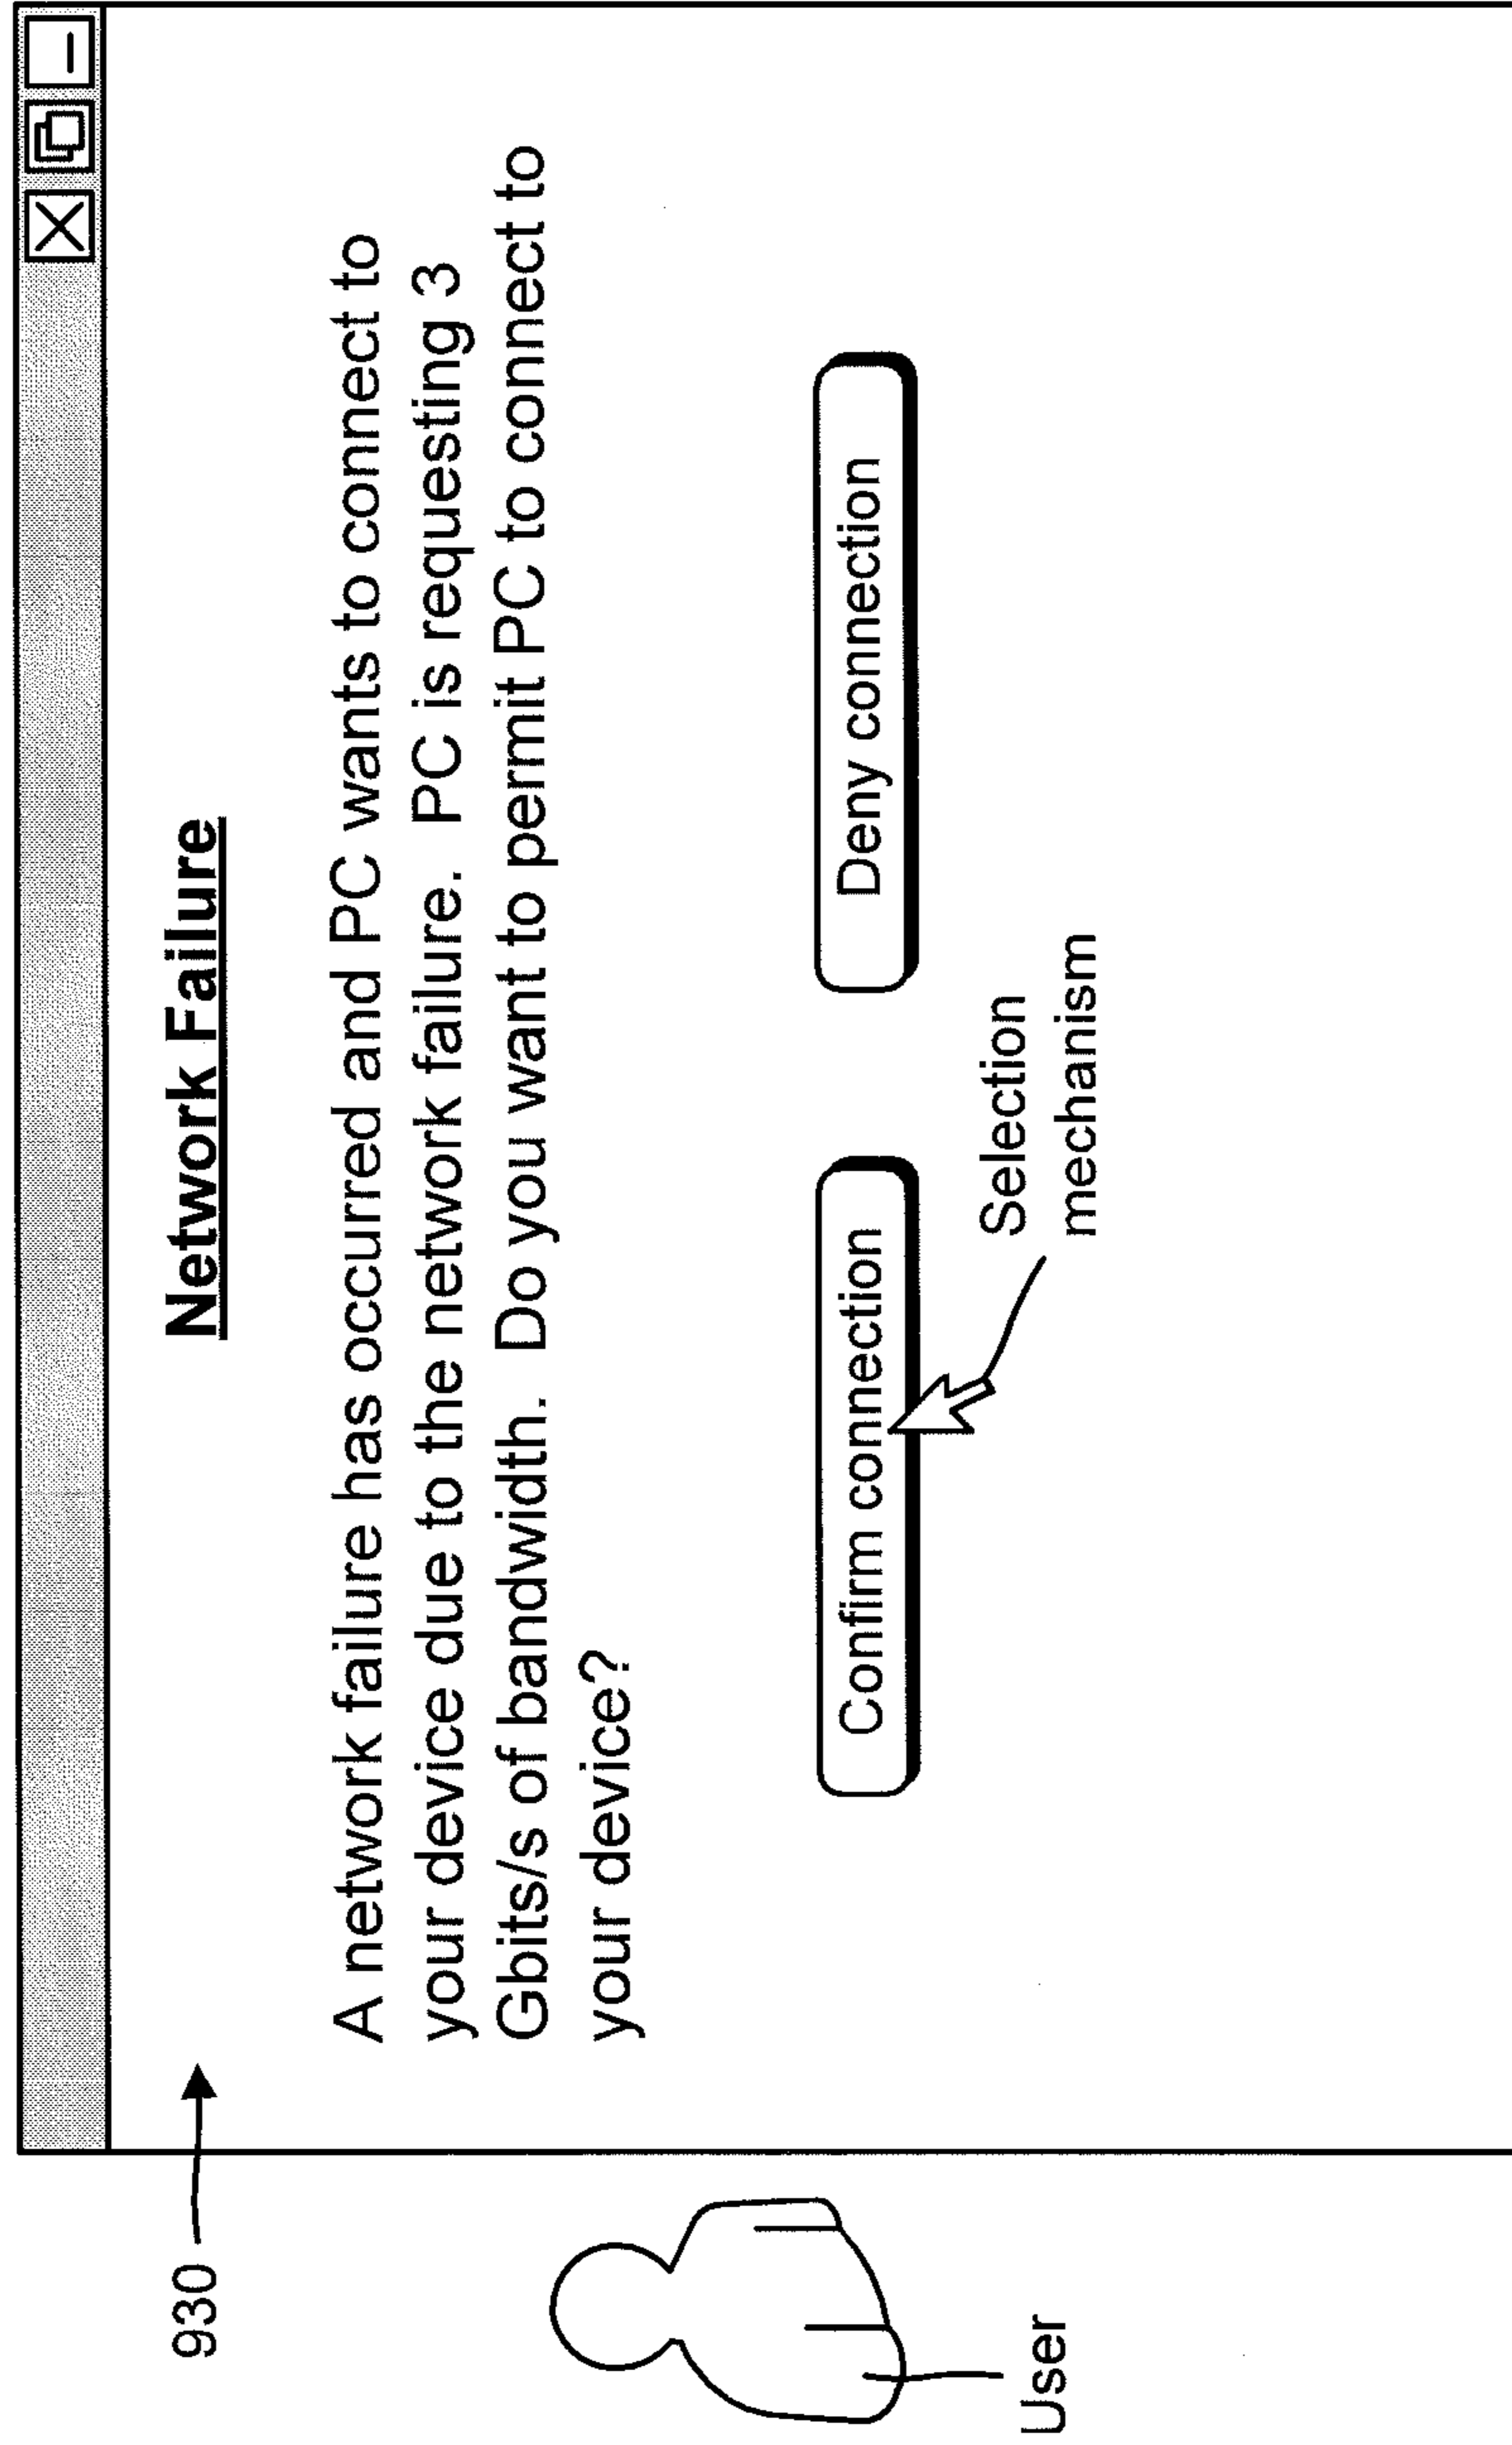 930
Network Failure
A network failure has occurred and PC wants to connect to
your device due to the network failure. PC is requesting 3
Gbits/s of bandwidth. Do you want to permit PC to connect to
your device?
Confirm connection
Deny connection
Selection
mechanism
User